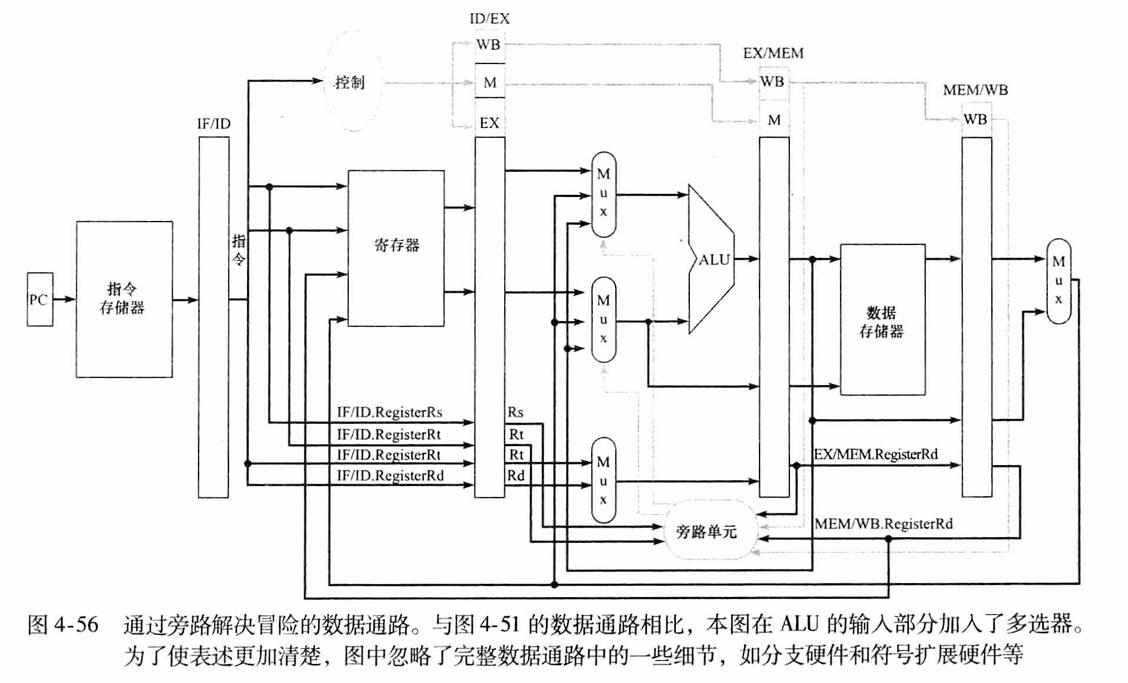 ID/EX
WB
EX/MEM
控制
M
WB
MEM/WB
IF/ID
EX
M
WB
Mux
指令
寄存器
ALU
Mux
PC
指令
存储器
Mux
数据
存储器
IF/ID.RegisterRs
Rs
IF/ID.RegisterRt
Rt
IF/ID.RegisterRt
Rt
IF/ID.RegisterRd
Rd
Mux
EX/MEM.RegisterRd
旁路单元
MEM/WB.RegisterRd
图 4-56 通过旁路解决冒险的数据通路。与图 4-51 的数据通路相比，本图在 ALU 的输入部分加入了多选器。
为了使表述更加清楚，图中忽略了完整数据通路中的一些细节，如分支硬件和符号扩展硬件等